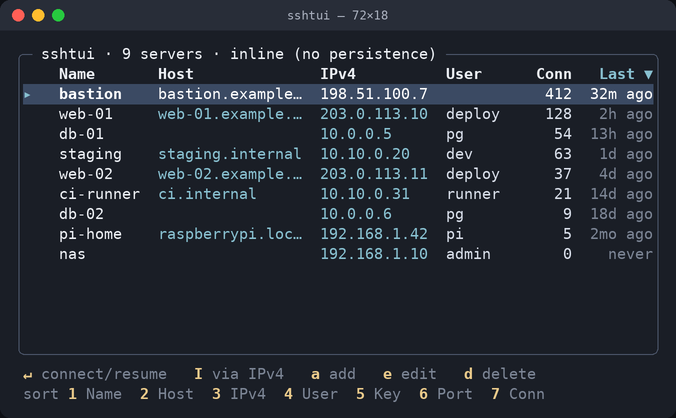 sshtui — 72×18
sshtui · 9 servers · inline (no persistence)
Name Host IPv4 User Conn Last ▼
▸ bastion bastion.example… 198.51.100.7 412 32m ago
web-01 web-01.example.… 203.0.113.10 deploy 128 2h ago
db-01 10.0.0.5 pg 54 13h ago
staging staging.internal 10.10.0.20 dev 63 1d ago
web-02 web-02.example.… 203.0.113.11 deploy 37 4d ago
ci-runner ci.internal 10.10.0.31 runner 21 14d ago
db-02 10.0.0.6 pg 9 18d ago
pi-home raspberrypi.loc… 192.168.1.42 pi 5 2mo ago
nas 192.168.1.10 admin 0 never
↵ connect/resume I via IPv4 a add e edit d delete
sort 1 Name 2 Host 3 IPv4 4 User 5 Key 6 Port 7 Conn